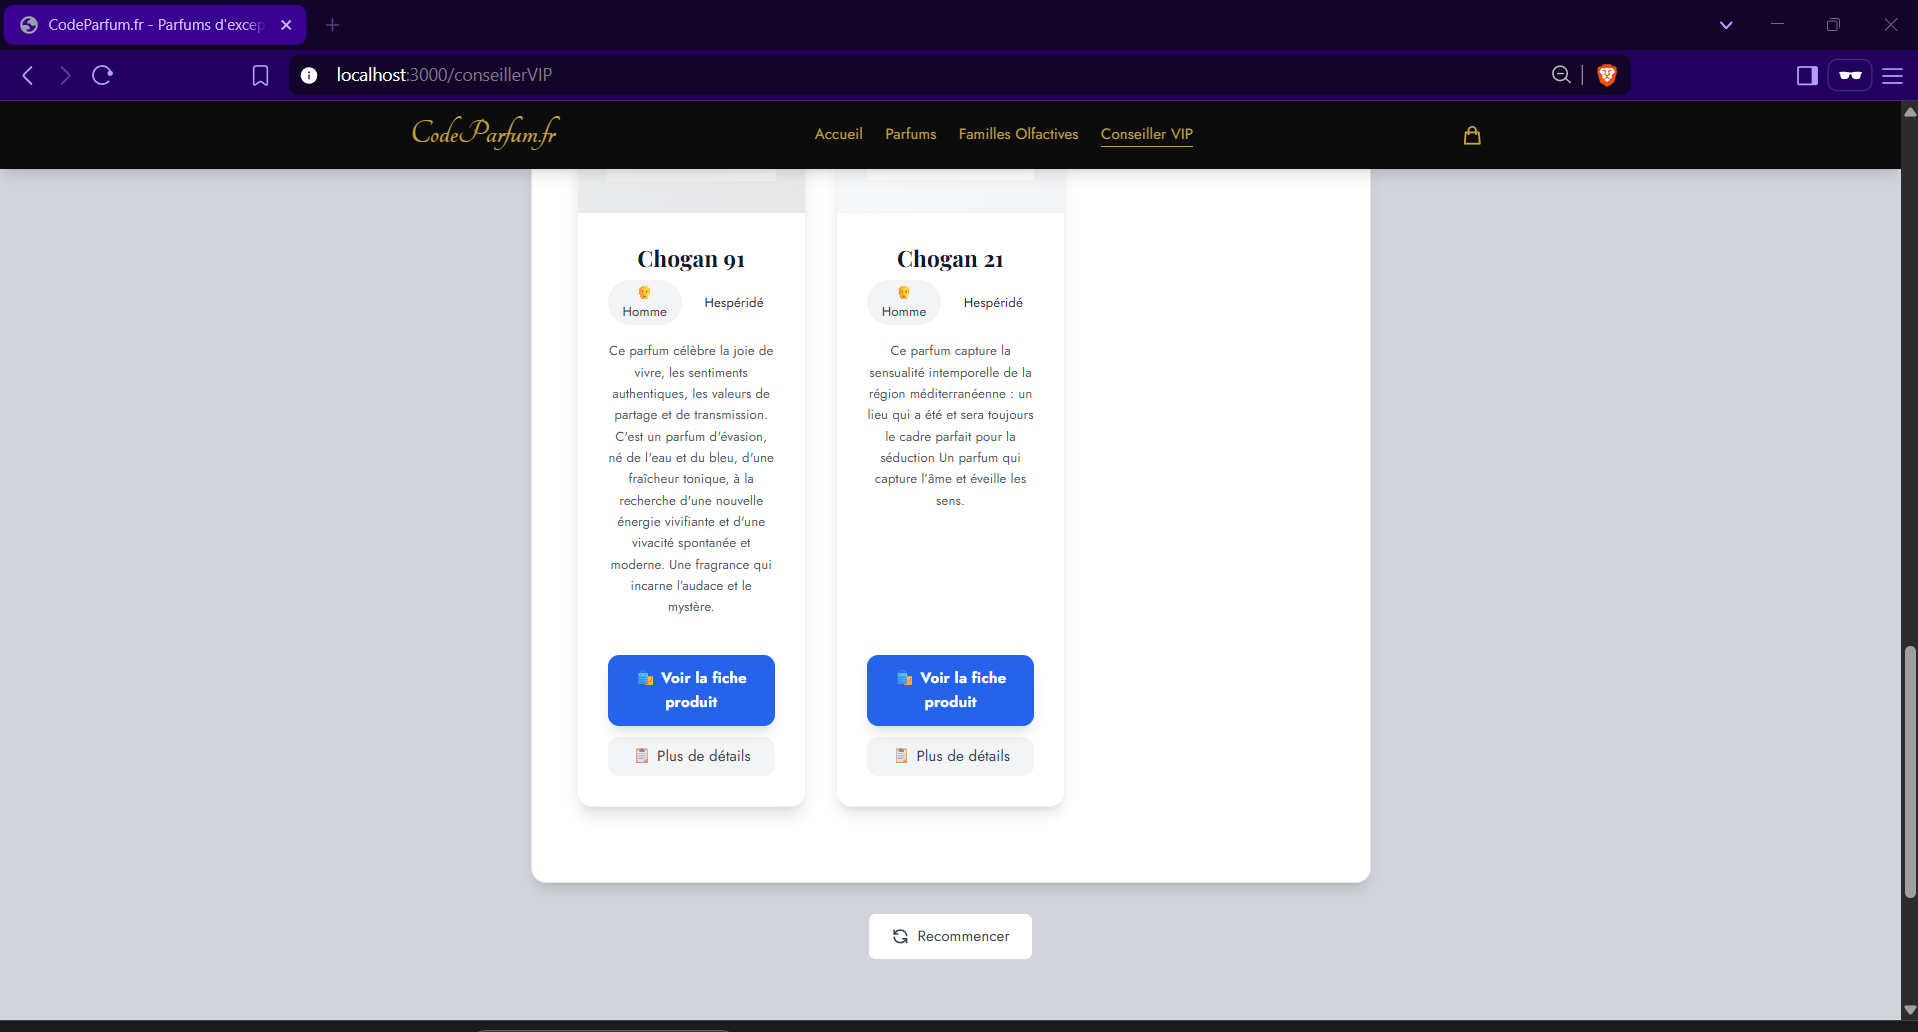 CodeParfum.fr - Parfums d'excep
localhost:3000/conseillerVIP
CodeParfum.fr
Accueil
Parfums
Familles Olfactives
Conseiller VIP
Chogan 91
Homme
Hespéridé
Ce parfum célèbre la joie de
vivre, les sentiments
authentiques, les valeurs de
partage et de transmission.
C'est un parfum d'évasion,
né de l'eau et du bleu, d'une
fraîcheur tonique, à la
recherche d'une nouvelle
énergie vivifiante et d'une
vivacité spontanée et
moderne. Une fragrance qui
incarne l'audace et le
mystère.
Voir la fiche
produit
Plus de détails
Chogan 21
Homme
Hespéridé
Ce parfum capture la
sensualité intemporelle de la
région méditerranéenne : un
lieu qui a été et sera toujours
le cadre parfait pour la
séduction Un parfum qui
capture l'âme et éveille les
sens.
Voir la fiche
produit
Plus de détails
Recommencer